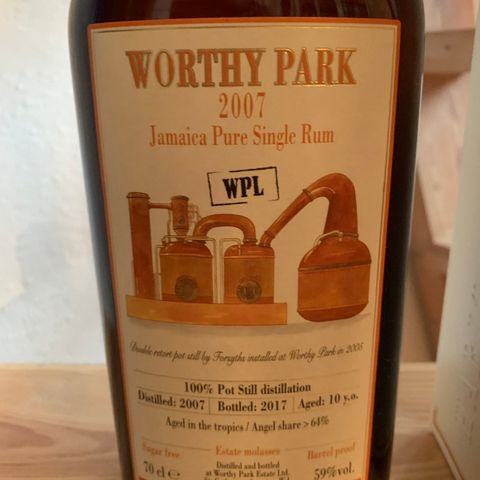 WORTHY PARK
2007
Jamaica Pure Single Rum
WPL
Double retort pot still by Forsyths installed at Worthy Park in 2005
100% Pot Still distillation
Distilled: 2007 | Bottled: 2017 | Aged: 10 y.o.
Aged in the tropics / Angel share > 64%
Sugar free
Estate molasses
Barrel proof
70 cl e
Distilled and bottled
at Worthy Park Estate Ltd.
59%vol.